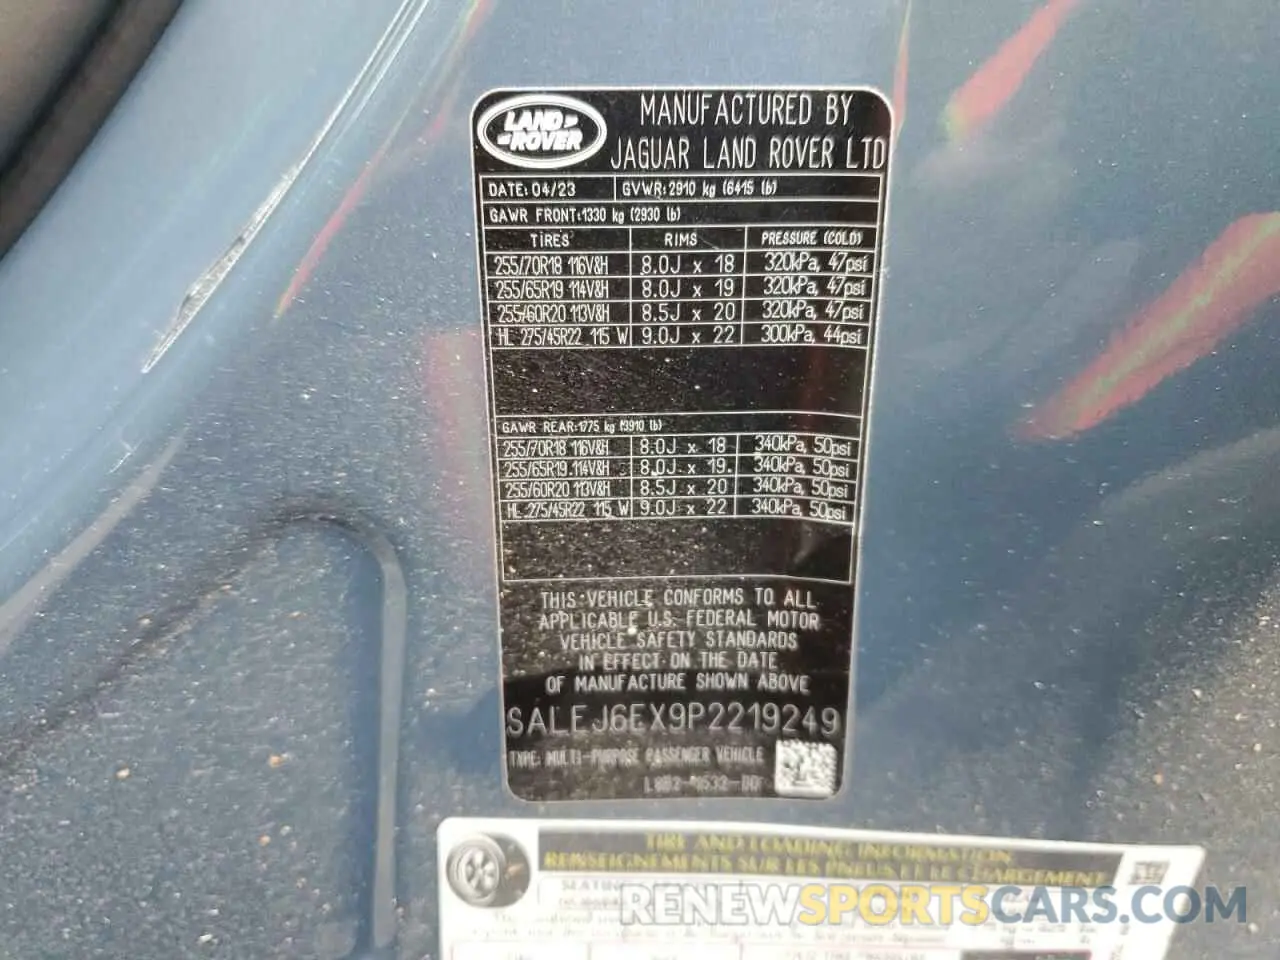 LAND ROVER
MANUFACTURED BY
JAGUAR LAND ROVER LTD
DATE: 04/23 GVWR: 2910 kg (6415 lb)
GAWR FRONT: 1330 kg (2930 lb)
TIRES RIMS PRESSURE (COLD)
255/70R18 116V&H 8.0J x 18 320kPa, 47psi
255/65R19 114V&H 8.0J x 19 320kPa, 47psi
255/60R20 113V&H 8.5J x 20 320kPa, 47psi
HL 275/45R22 115 W 9.0J x 22 300kPa, 44psi
GAWR REAR: 1775 kg (3910 lb)
255/70R18 116V&H 8.0J x 18 340kPa, 50psi
255/65R19 114V&H 8.0J x 19 340kPa, 50psi
255/60R20 113V&H 8.5J x 20 340kPa, 50psi
HL 275/45R22 115 W 9.0J x 22 340kPa, 50psi
THIS VEHICLE CONFORMS TO ALL
APPLICABLE U.S. FEDERAL MOTOR
VEHICLE SAFETY STANDARDS
IN EFFECT ON THE DATE
OF MANUFACTURE SHOWN ABOVE
SALEJ6EX9P2219249
TYPE: MULTI-PURPOSE PASSENGER VEHICLE
TIRE AND LOADING INFORMATION
RENSEIGNEMENTS SUR LES PNEUS ET LE CHARGEMENT
RENEWSPORTSCARS.COM